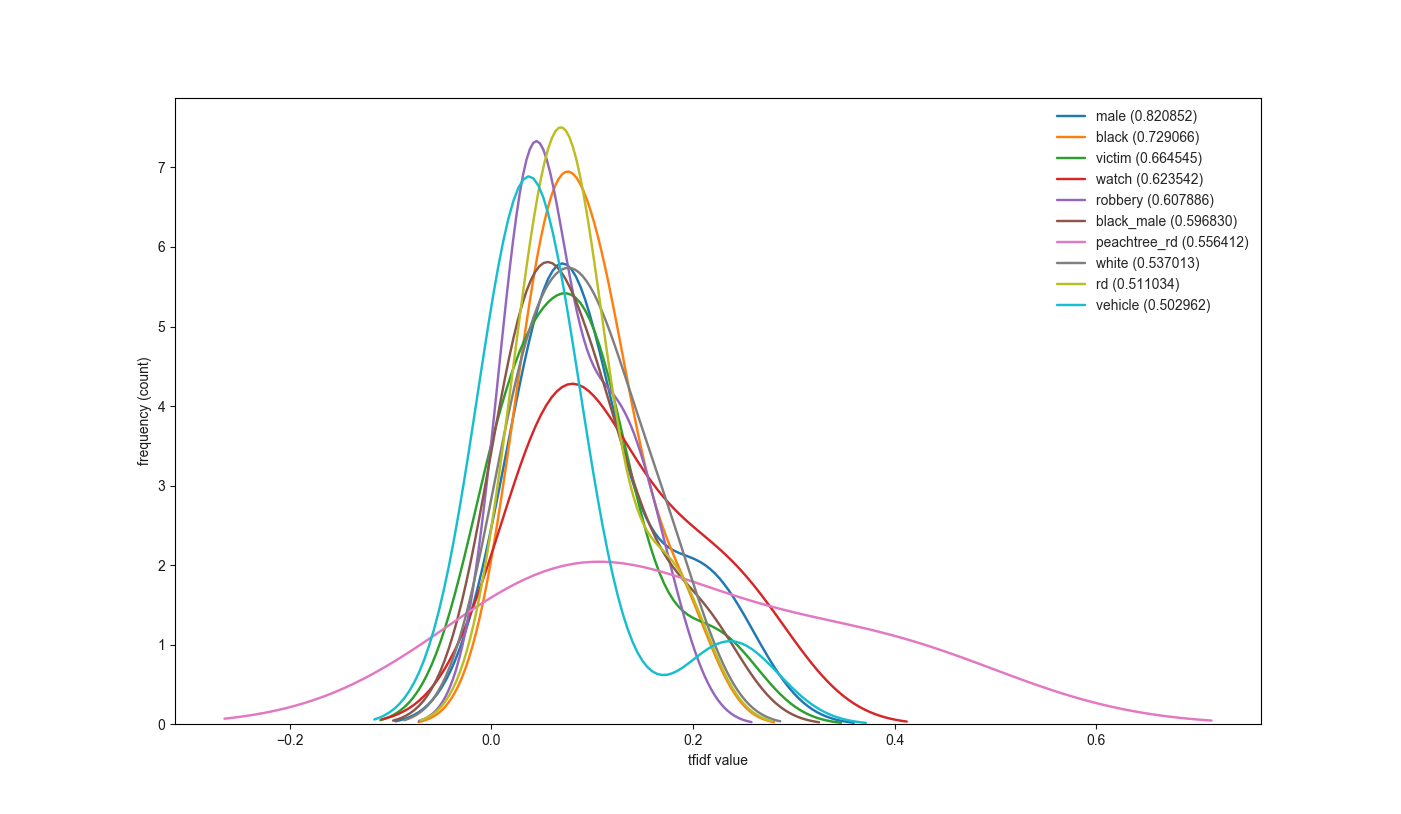 male (0.820852)
black (0.729066)
victim (0.664545)
watch (0.623542)
robbery (0.607886)
black_male (0.596830)
peachtree_rd (0.556412)
white (0.537013)
rd (0.511034)
vehicle (0.502962)
7
6
5
4
3
2
1
0
frequency (count)
−0.2 0.0 0.2 0.4 0.6
tfidf value